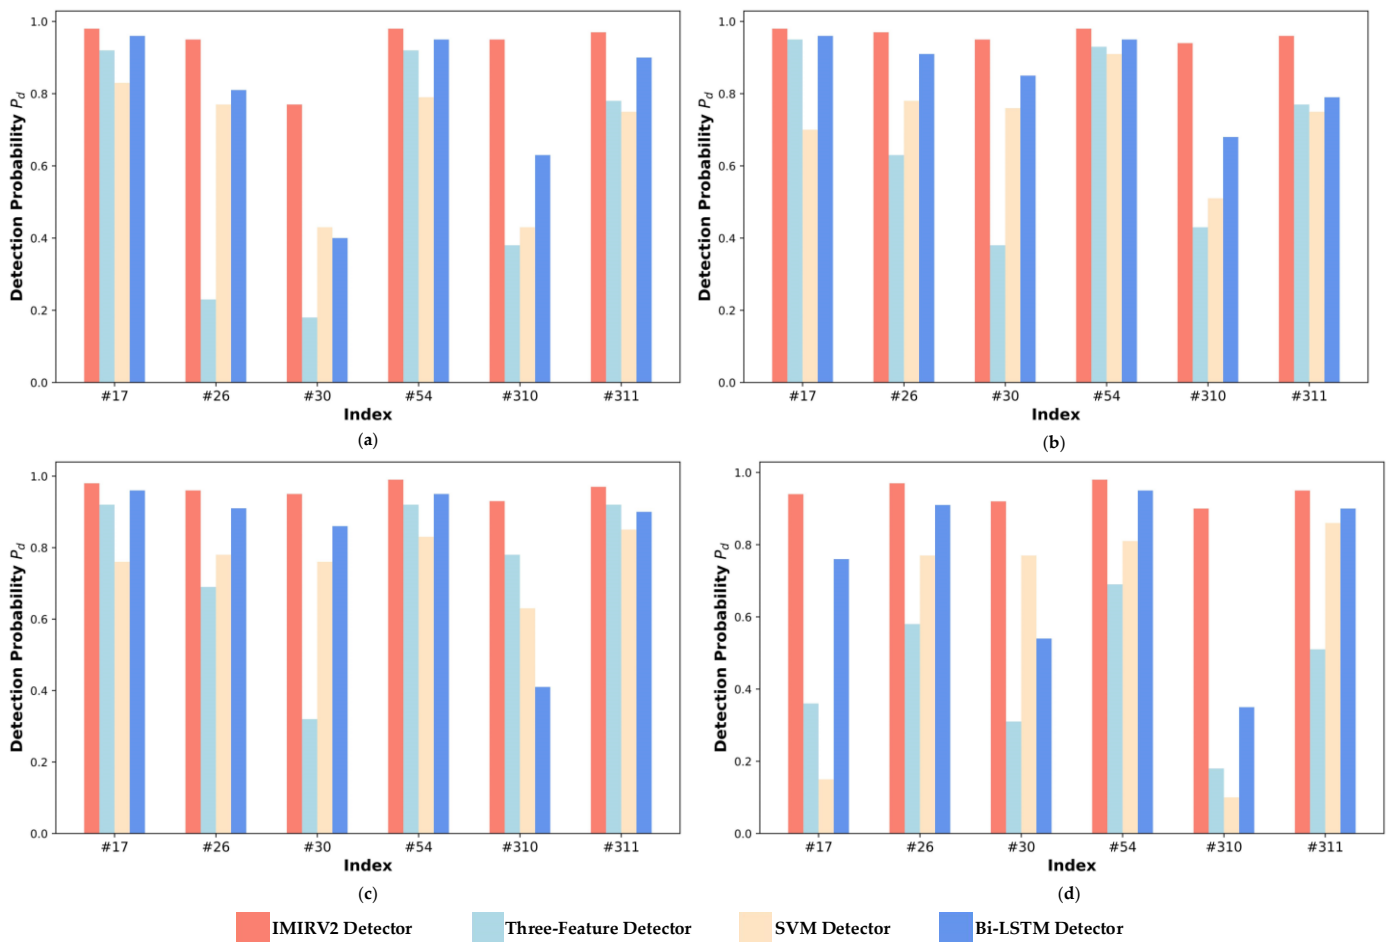 1.0
0.8
0.6
0.4
0.2
0.0
Detection Probability Pd
#17 #26 #30 #54 #310 #311
Index
(a)
1.0
0.8
0.6
0.4
0.2
0.0
Detection Probability Pd
#17 #26 #30 #54 #310 #311
Index
(b)
1.0
0.8
0.6
0.4
0.2
0.0
Detection Probability Pd
#17 #26 #30 #54 #310 #311
Index
(c)
1.0
0.8
0.6
0.4
0.2
0.0
Detection Probability Pd
#17 #26 #30 #54 #310 #311
Index
(d)
IMIRV2 Detector Three-Feature Detector SVM Detector Bi-LSTM Detector